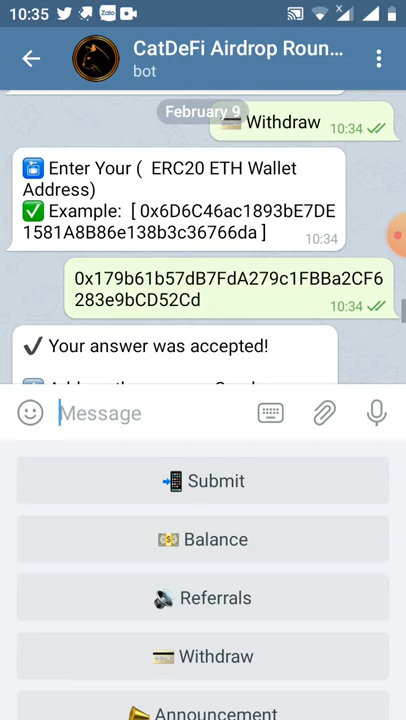 10:35
Zalo
CatDeFi Airdrop Roun...
bot
February 9
Withdraw
10:34
Enter Your ( ERC20 ETH Wallet
Address)
Example: [ 0x6D6C46ac1893bE7DE
1581A8B86e138b3c36766da ]
10:34
0x179b61b57dB7FdA279c1FBBa2CF6
283e9bCD52Cd
10:34
Your answer was accepted!
Message
Submit
Balance
Referrals
Withdraw
Announcement